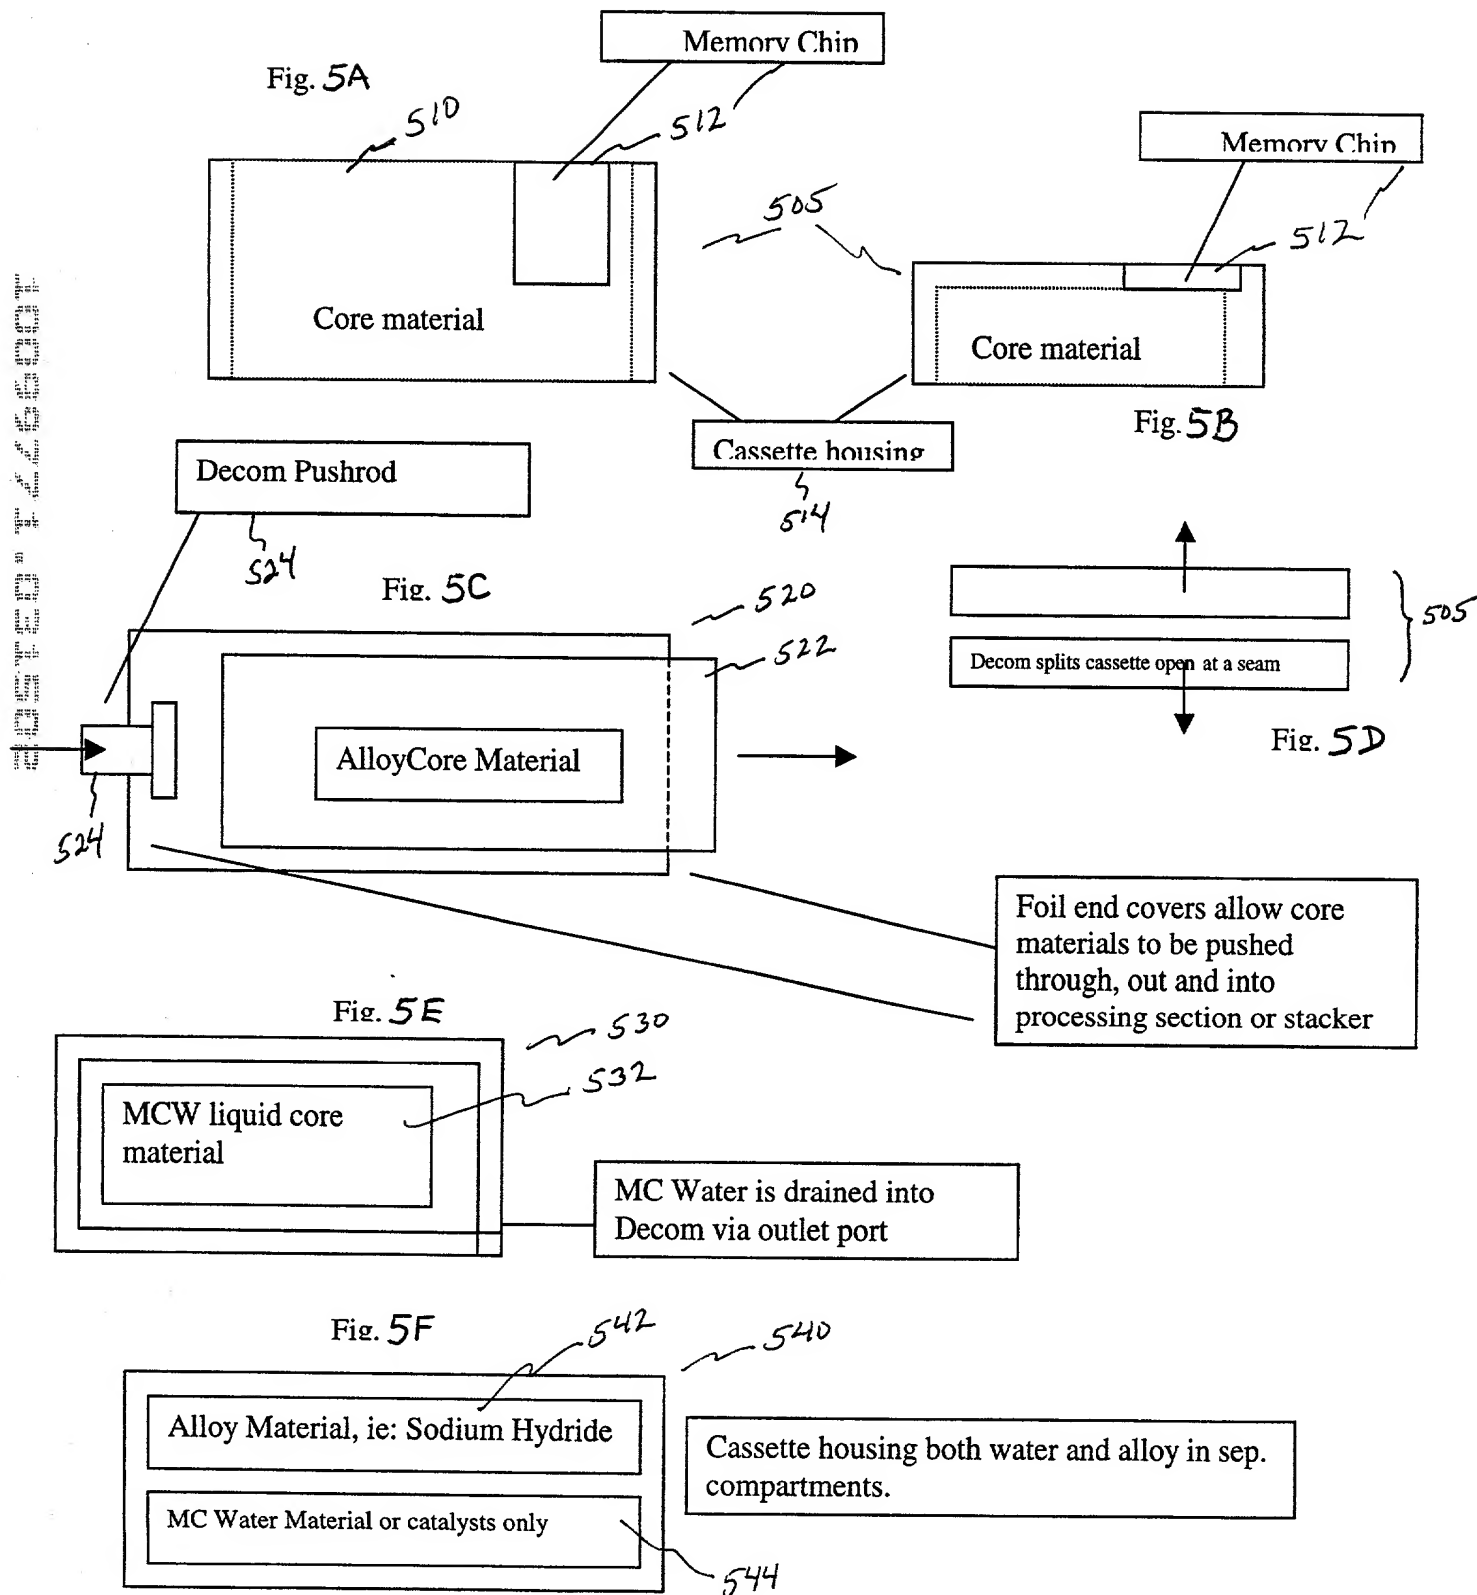 Memory Chip
Fig. 5A
510
512
Memory Chip
505
512
Core material
Core material
Fig. 5B
Cassette housing
514
Decom Pushrod
524
Fig. 5C
520
522
505
Decom splits cassette open at a seam
Fig. 5D
AlloyCore Material
524
Foil end covers allow core
materials to be pushed
through, out and into
processing section or stacker
Fig. 5E
530
532
MCW liquid core
material
MC Water is drained into
Decom via outlet port
Fig. 5F
542
540
Alloy Material, ie: Sodium Hydride
Cassette housing both water and alloy in sep.
compartments.
MC Water Material or catalysts only
544